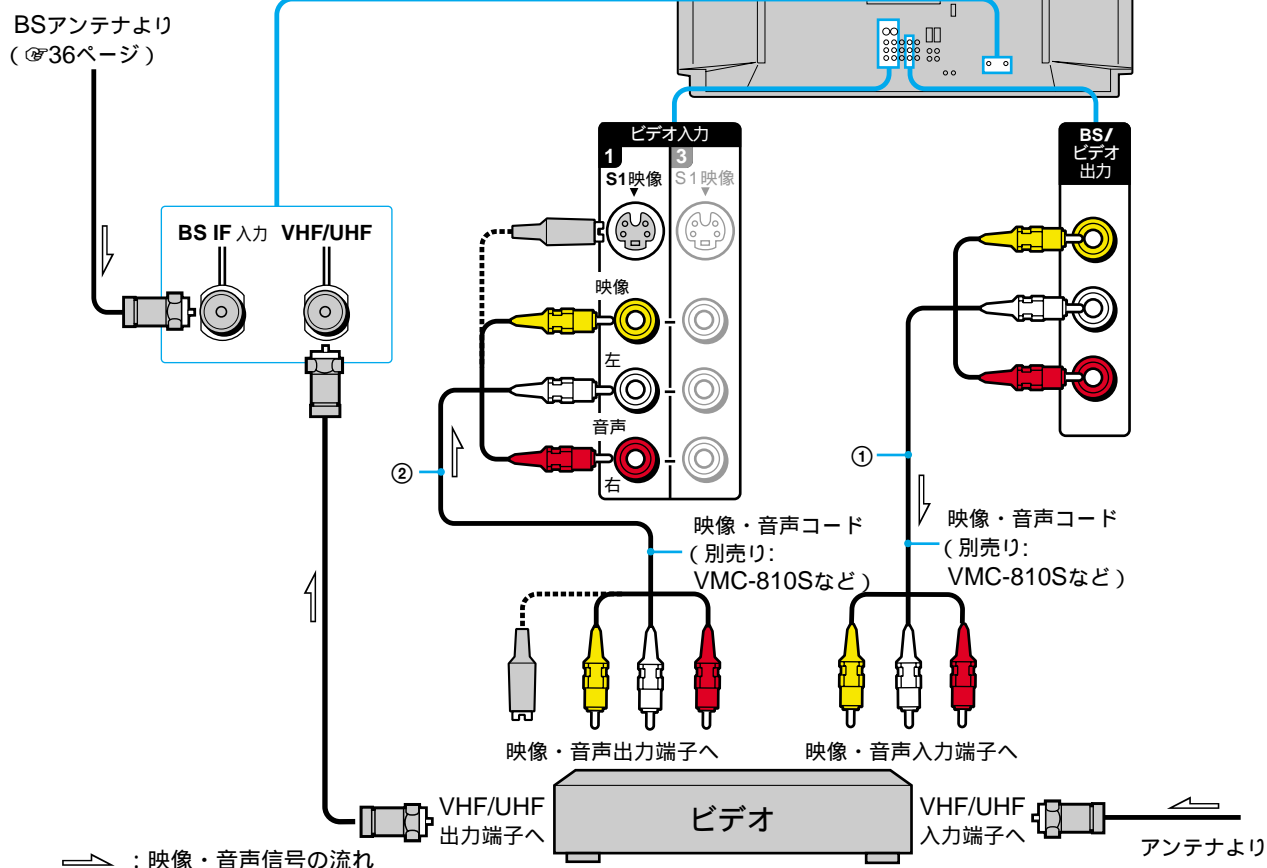 BSアンテナより
(☞36ページ)
ビデオ入力
1
3
S1映像
S1映像
BS/
ビデオ
出力
BS IF 入力
VHF/UHF
映像
左
音声
右
②
①
映像・音声コード
(別売り:
VMC-810Sなど)
映像・音声コード
(別売り:
VMC-810Sなど)
映像・音声出力端子へ
映像・音声入力端子へ
VHF/UHF
出力端子へ
ビデオ
VHF/UHF
入力端子へ
アンテナより
:映像・音声信号の流れ